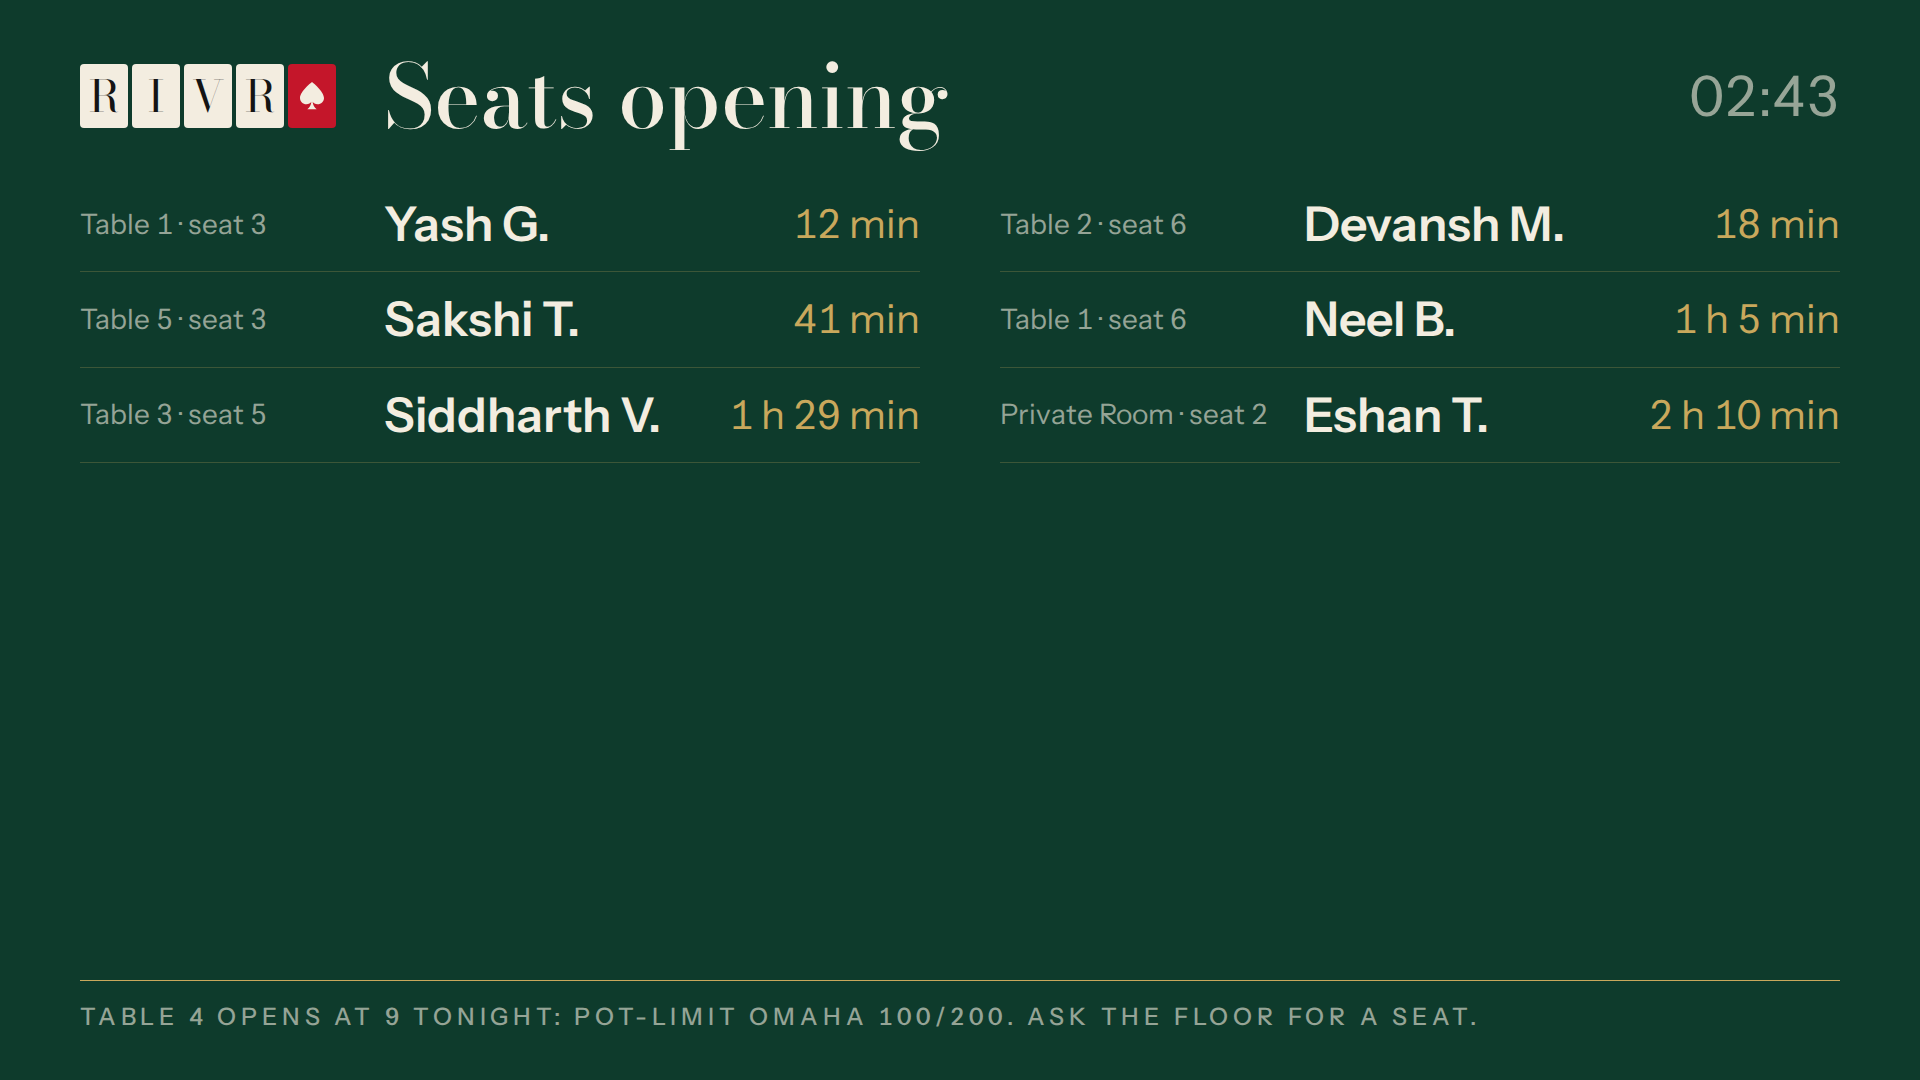 RIVR Seats opening 02:43
Table 1 · seat 3 Yash G. 12 min
Table 2 · seat 6 Devansh M. 18 min
Table 5 · seat 3 Sakshi T. 41 min
Table 1 · seat 6 Neel B. 1 h 5 min
Table 3 · seat 5 Siddharth V. 1 h 29 min
Private Room · seat 2 Eshan T. 2 h 10 min
TABLE 4 OPENS AT 9 TONIGHT: POT-LIMIT OMAHA 100/200. ASK THE FLOOR FOR A SEAT.